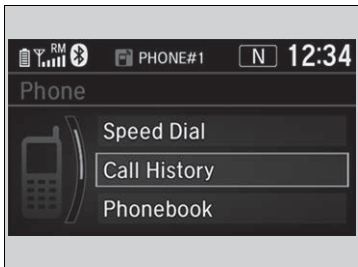 RM PHONE#1 N 12:34
Phone
Speed Dial
Call History
Phonebook